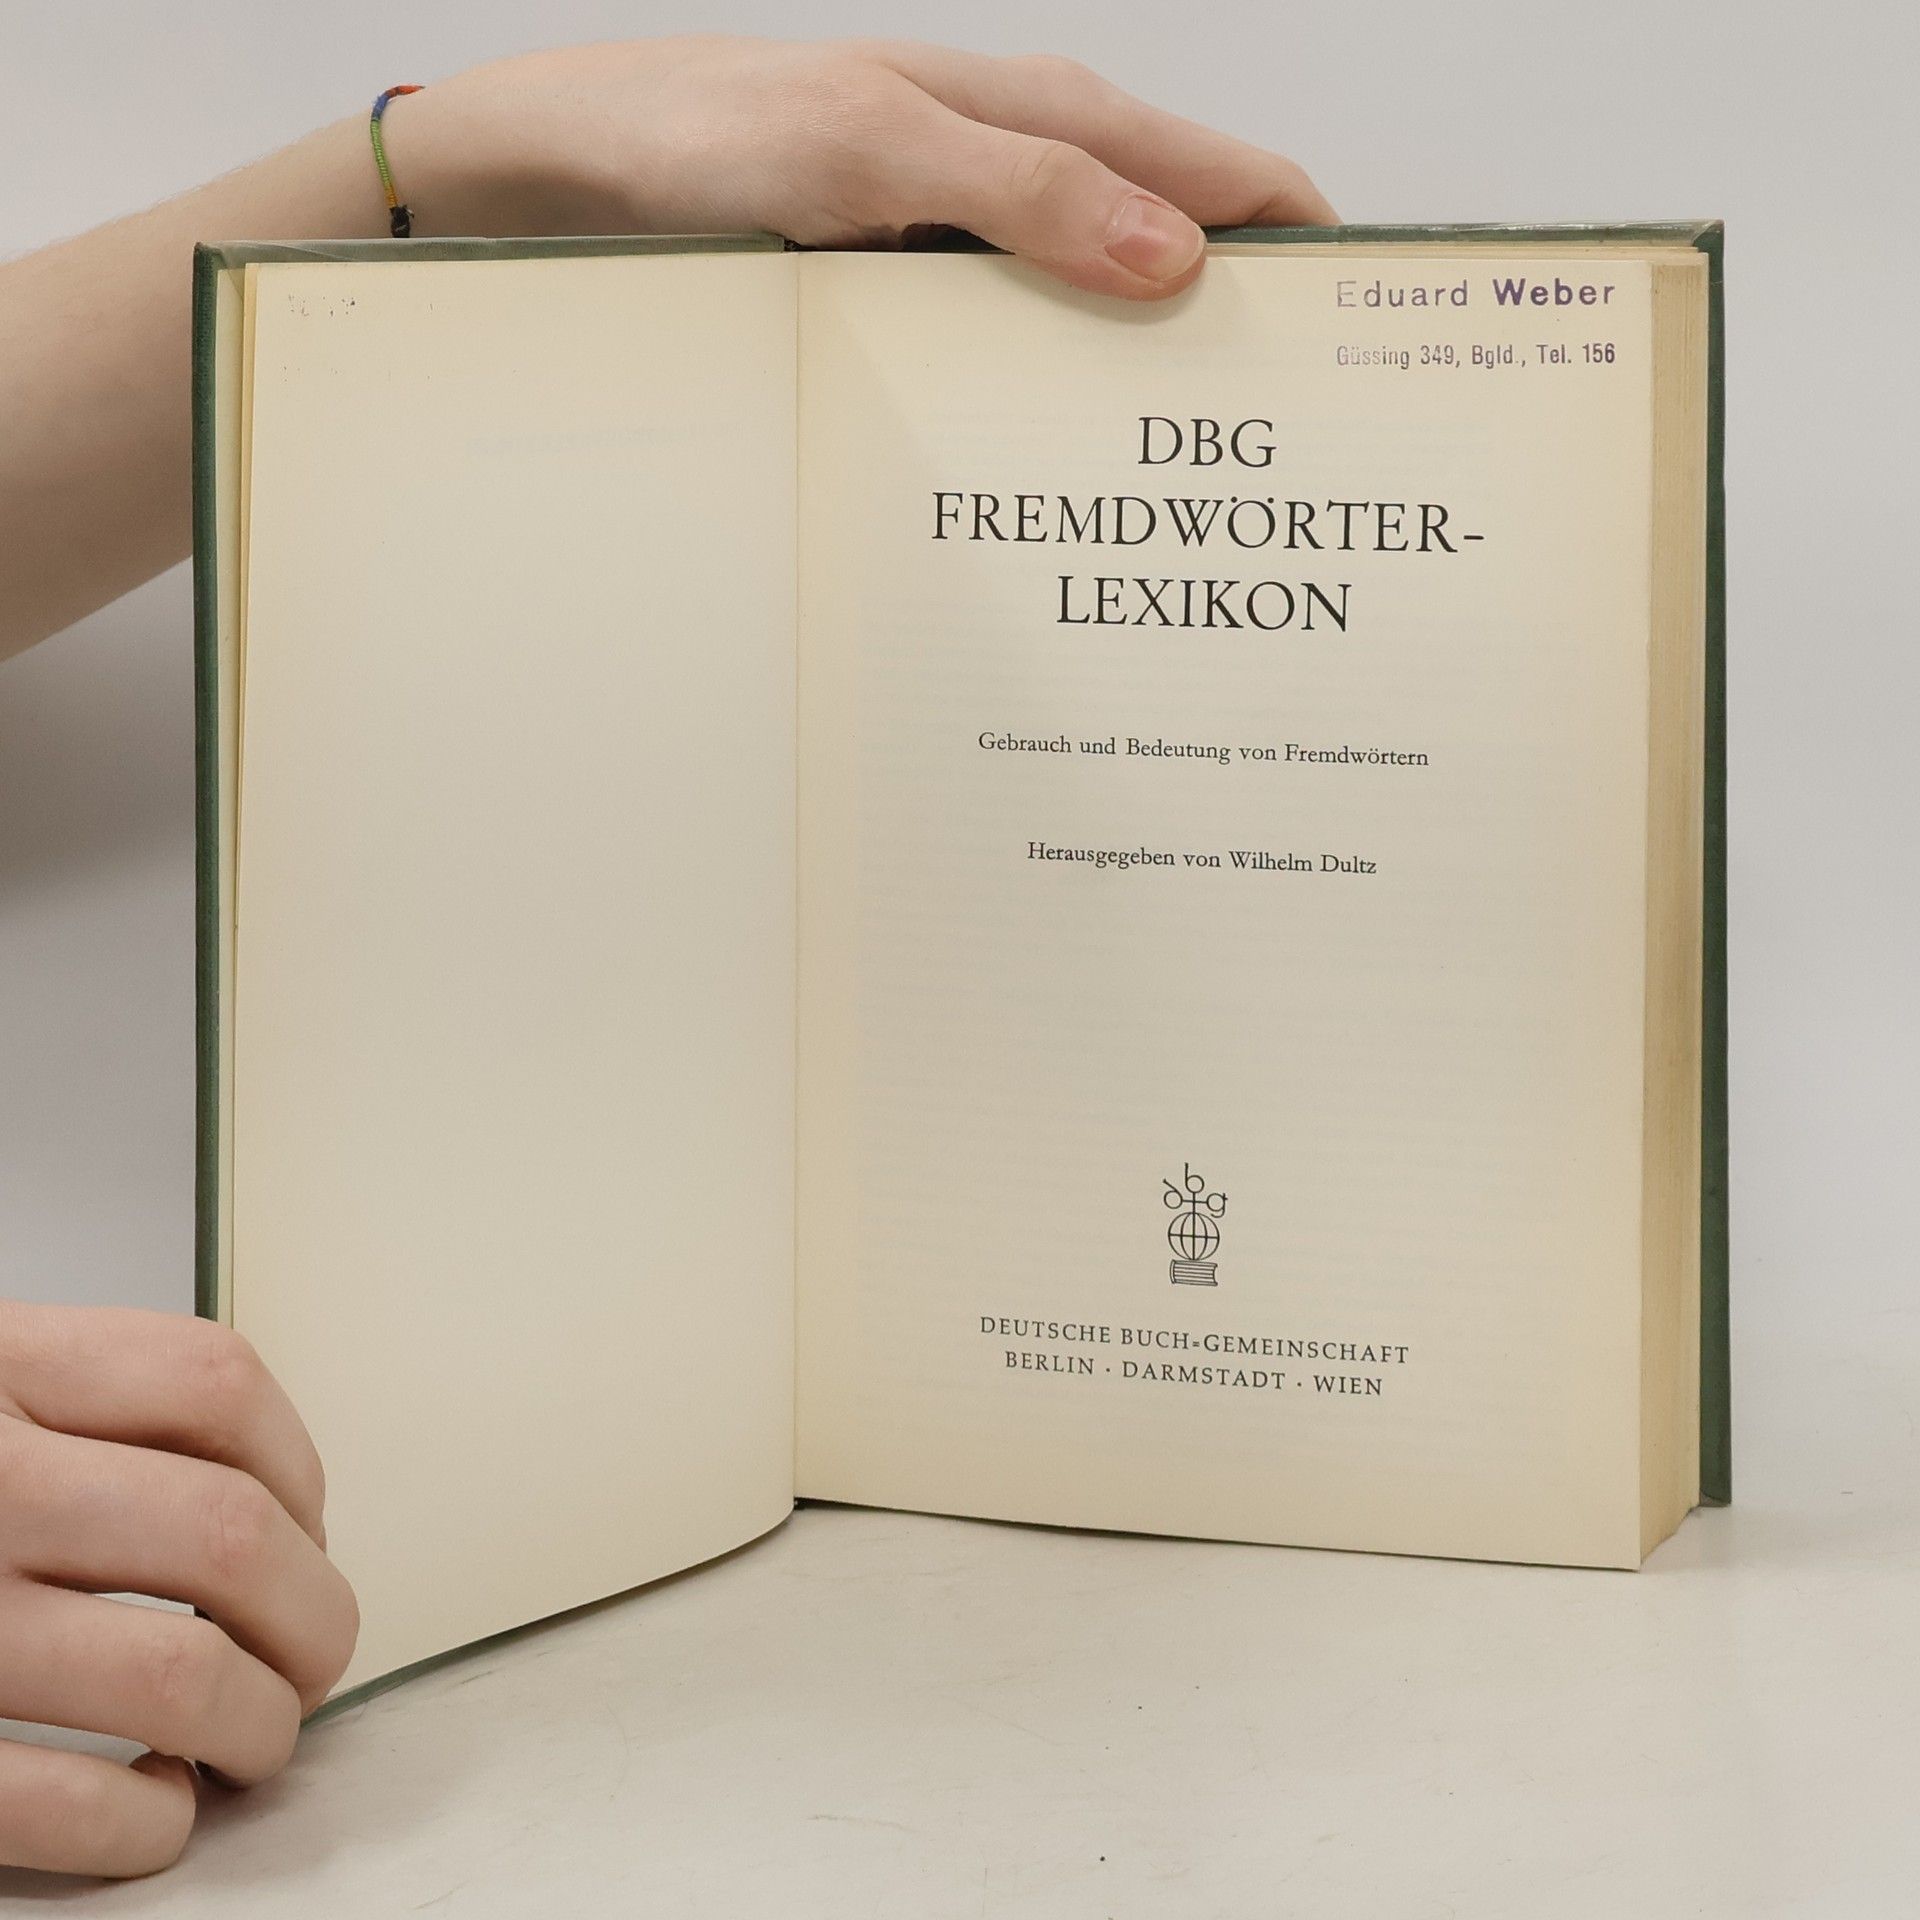 Eduard Weber
Güssing 349, Bgld., Tel. 156
DBG
FREMDWÖRTER-
LEXIKON
Gebrauch und Bedeutung von Fremdwörtern
Herausgegeben von Wilhelm Dultz
dbg
DEUTSCHE BUCH=GEMEINSCHAFT
BERLIN · DARMSTADT · WIEN